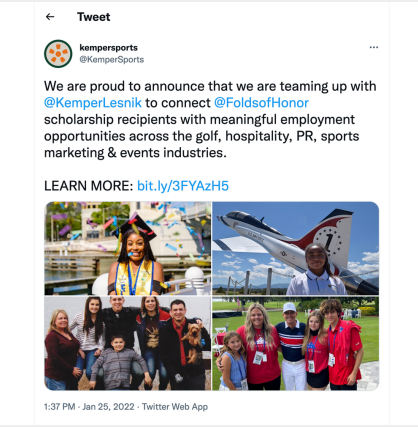 Tweet
kempersports
@KemperSports
We are proud to announce that we are teaming up with
@KemperLesnik to connect @FoldsofHonor
scholarship recipients with meaningful employment
opportunities across the golf, hospitality, PR, sports
marketing & events industries.
LEARN MORE: bit.ly/3FYAzH5
1
1:37 PM · Jan 25, 2022 · Twitter Web App